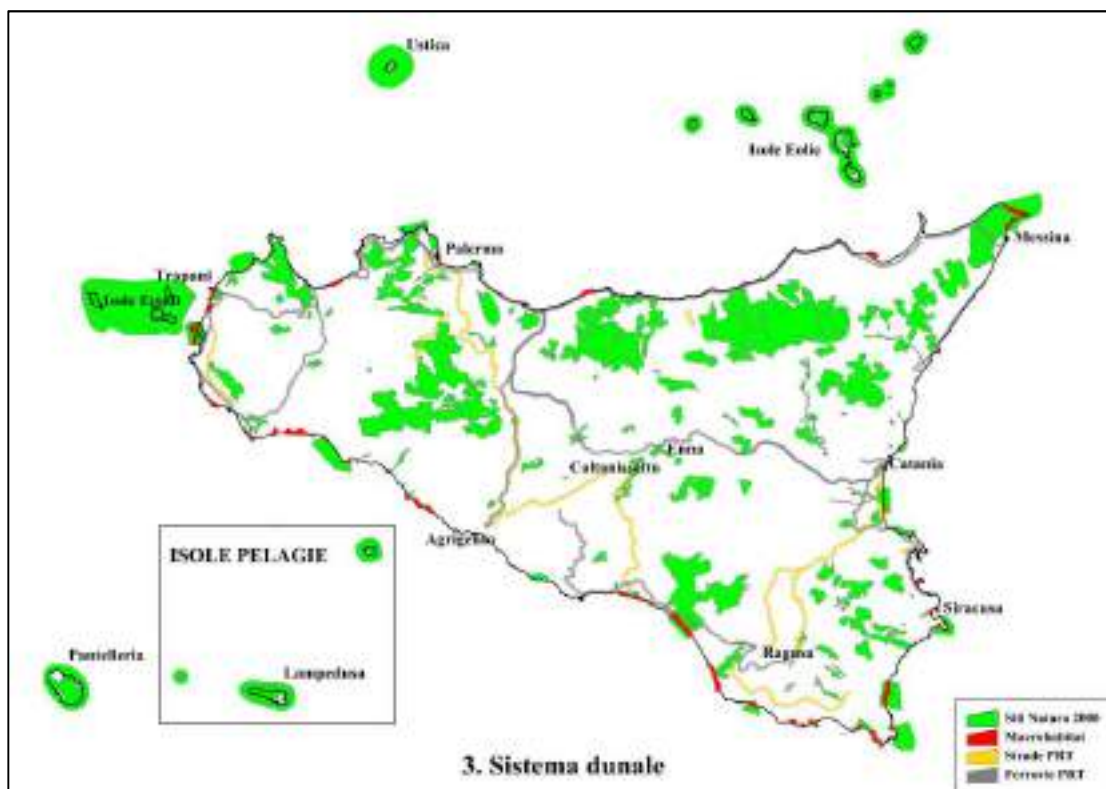 Ustica
Isole Eolie
Messina
Palermo
Trapani
Isole Egadi
Enna
Caltanissetta
Catania
Agrigento
ISOLE PELAGIE
Siracusa
Ragusa
Pantelleria
Lampedusa
Siti Natura 2000
Macrohabitat
Strade PRT
Ferrovie PRT
3. Sistema dunale